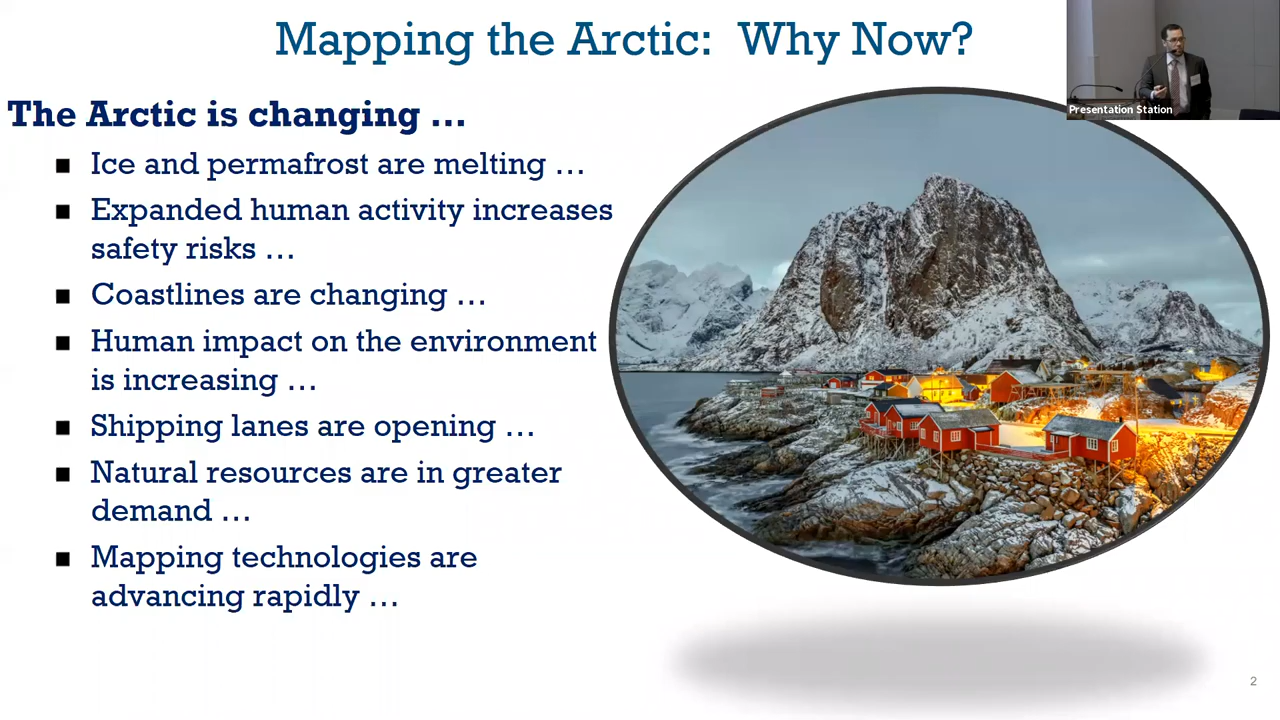 Mapping the Arctic:  Why Now?
Presentation Station
The Arctic is changing …
■ Ice and permafrost are melting …
■ Expanded human activity increases
safety risks …
■ Coastlines are changing …
■ Human impact on the environment
is increasing …
■ Shipping lanes are opening …
■ Natural resources are in greater
demand …
■ Mapping technologies are
advancing rapidly …
2